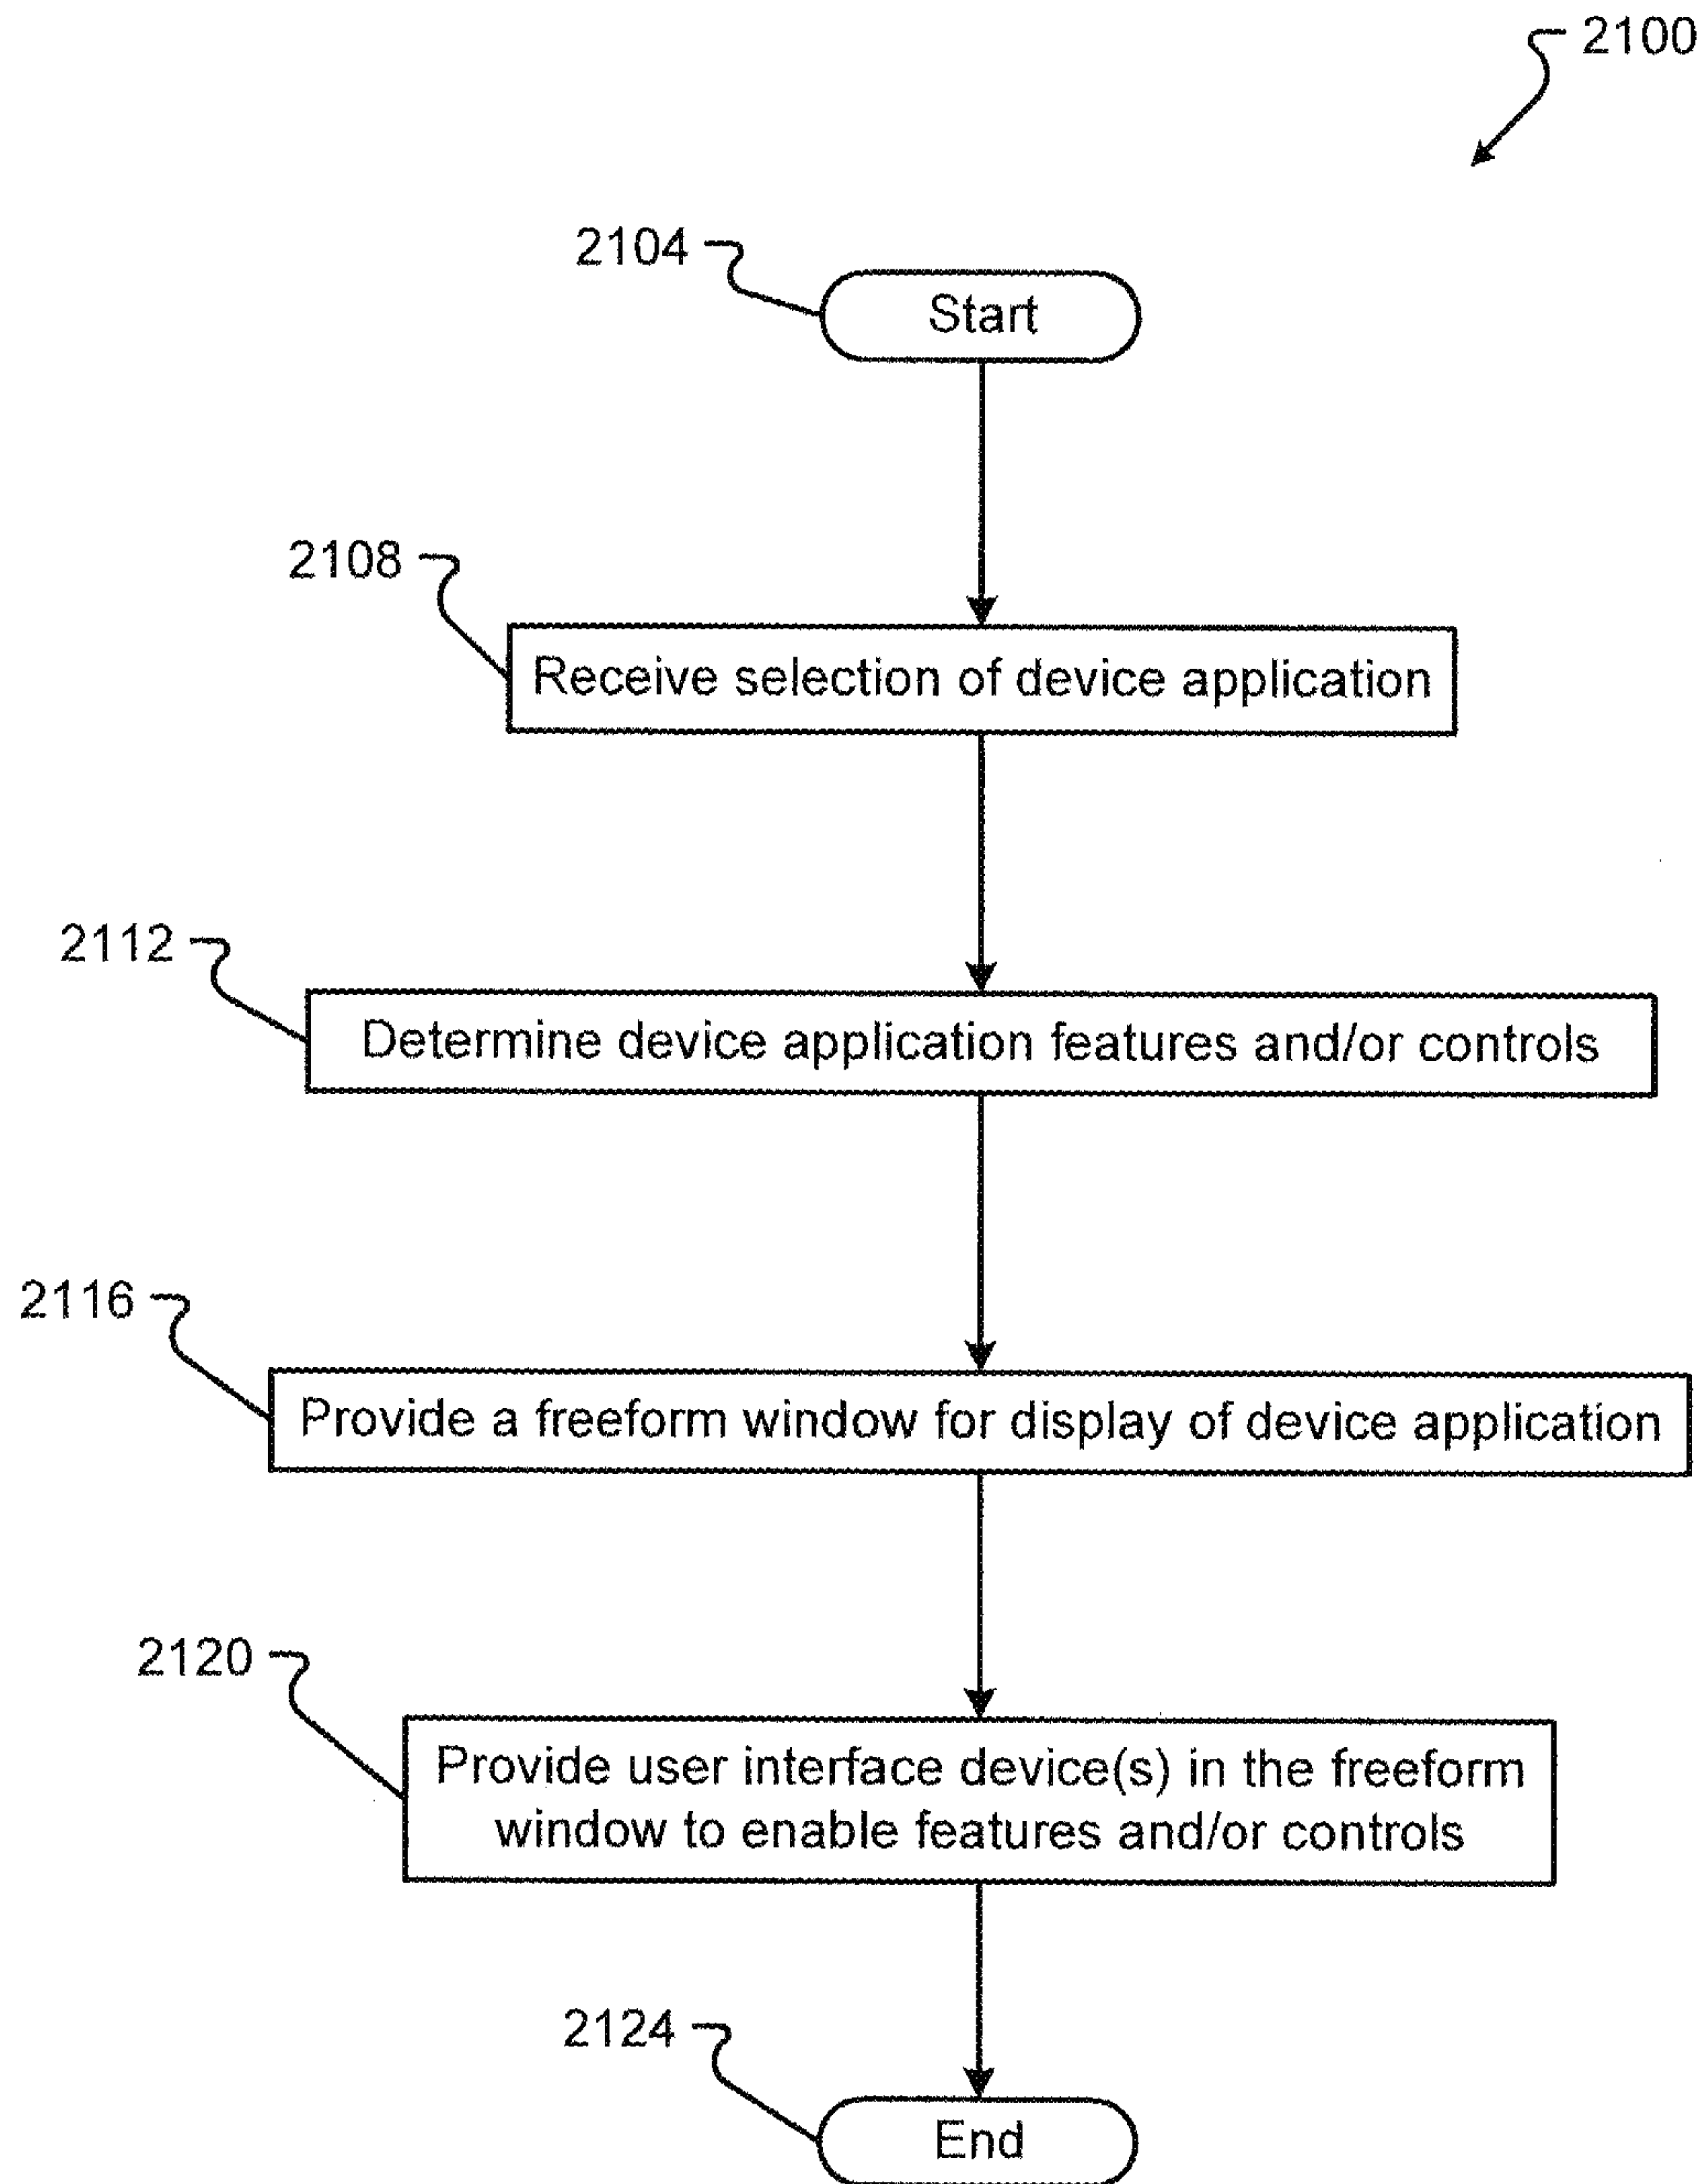 2100
2104
Start
2108
Receive selection of device application
2112
Determine device application features and/or controls
2116
Provide a freeform window for display of device application
2120
Provide user interface device(s) in the freeform
window to enable features and/or controls
2124
End